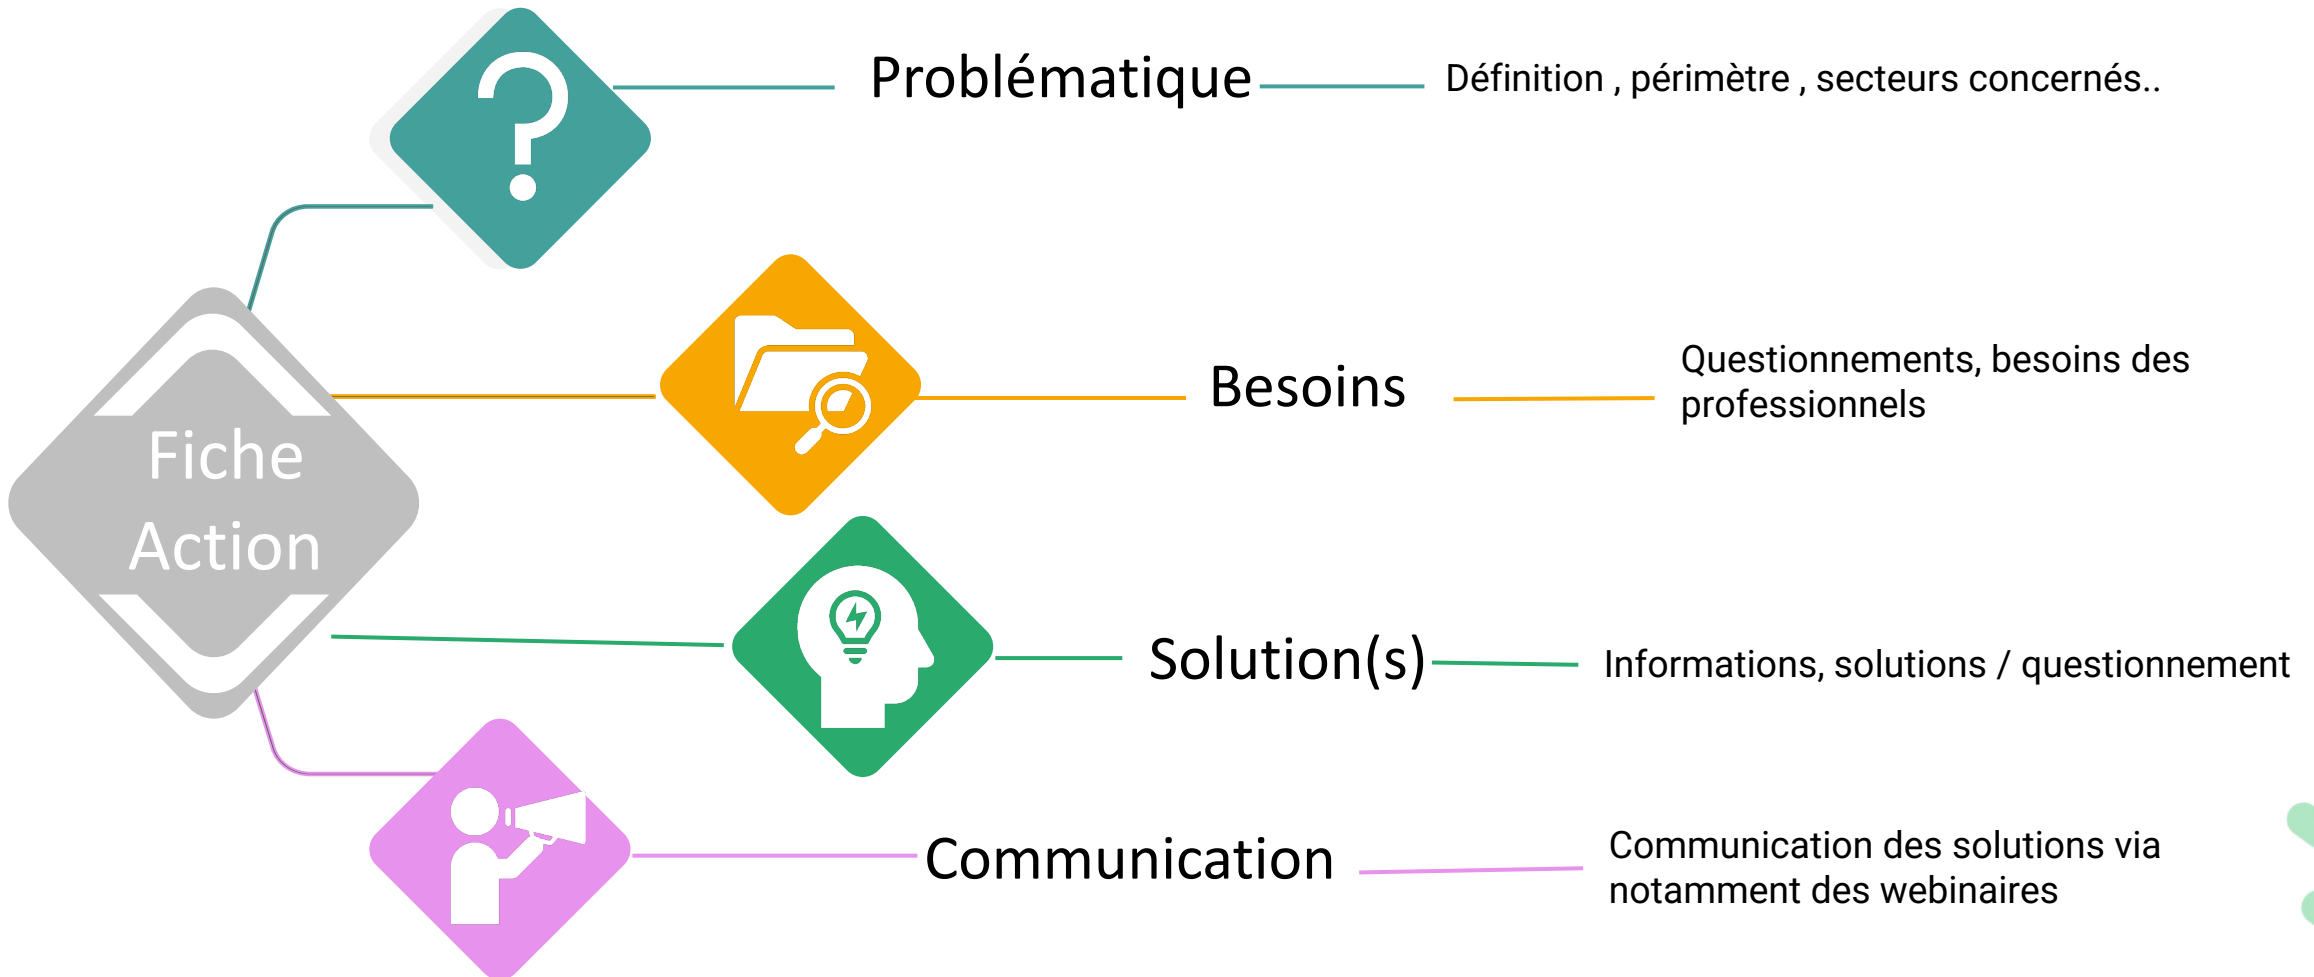 Problématique
Définition , périmètre , secteurs concernés..
Fiche
Action
Besoins
Questionnements, besoins des
professionnels
Solution(s)
Informations, solutions / questionnement
Communication
Communication des solutions via
notamment des webinaires